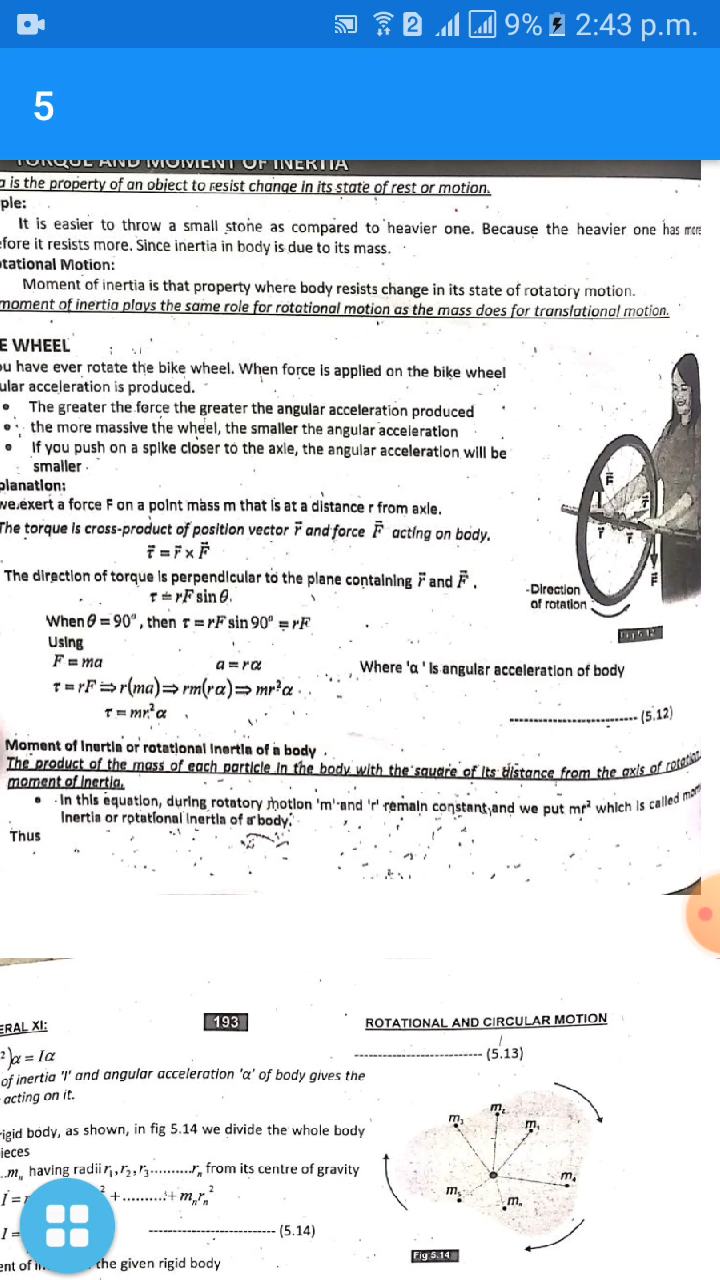 2 9% 2:43 p.m.
5
TORQUE AND MOMENT OF INERTIA
is the property of an object to resist change in its state of rest or motion.
ple:
It is easier to throw a small stone as compared to heavier one. Because the heavier one has more
efore it resists more. Since inertia in body is due to its mass.
otational Motion:
Moment of inertia is that property where body resists change in its state of rotatory motion.
moment of inertia plays the same role for rotational motion as the mass does for translational motion.
E WHEEL
ou have ever rotate the bike wheel. When force is applied on the bike wheel
ular acceleration is produced.
• The greater the force the greater the angular acceleration produced
• the more massive the wheel, the smaller the angular acceleration
• If you push on a spike closer to the axle, the angular acceleration will be
smaller
planation:
we exert a force F on a point mass m that is at a distance r from axle.
The torque is cross-product of position vector r⃗ and force F⃗ acting on body.
τ⃗ = r⃗ x F⃗
The direction of torque is perpendicular to the plane containing r⃗ and F⃗.
τ = rF sin θ.
When θ = 90°, then τ = rF sin 90° = rF
Using
F = ma a = rα Where 'α' is angular acceleration of body
τ = rF ⇒ r(ma) ⇒ rm(rα) ⇒ mr²α
τ = mr²α (5.12)
F⃗
r⃗
r⃗
F⃗
-Direction
of rotation
Moment of Inertia or rotational inertia of a body
The product of the mass of each particle in the body with the square of its distance from the axis of rotation
moment of inertia.
• In this equation, during rotatory motion 'm' and 'r' remain constant, and we put mr² which is called mom
Inertia or rotational inertia of a body.
Thus
ERAL XI: 193 ROTATIONAL AND CIRCULAR MOTION
²)α = Iα (5.13)
of inertia 'I' and angular acceleration 'α' of body gives the
acting on it.
rigid body, as shown, in fig 5.14 we divide the whole body
ieces
..mₙ having radii r₁, r₂, r₃..........rₙ from its centre of gravity
I = ² +.........+ mₙrₙ²
I = (5.14)
ent of the given rigid body
m₃
m₂
m₁
m₄
m₅
mₙ
Fig 5.14